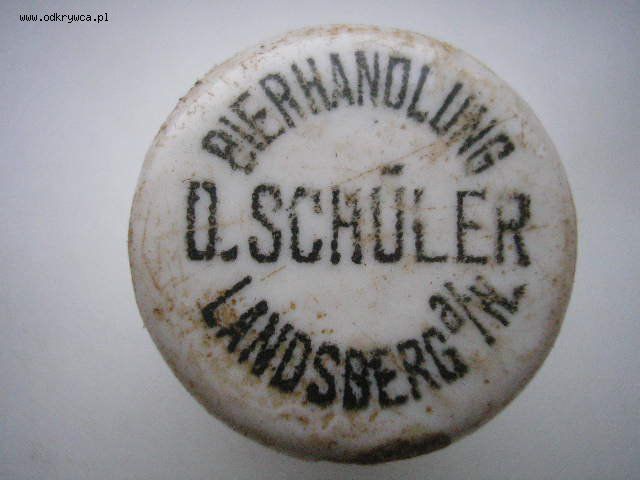 www.odkrywca.pl
BIERHANDLUNG
O. SCHÜLER
LANDSBERG a/W.